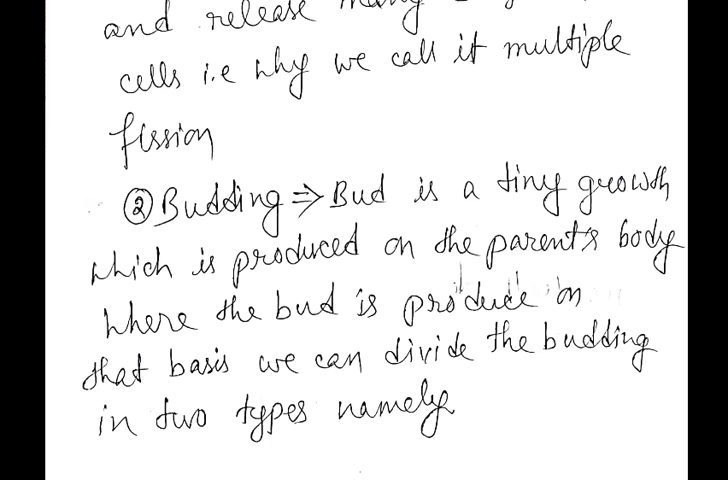 and release many
cells i.e why we call it multiple
fission
② Budding ⇒ Bud is a tiny growth
which is produced on the parent's body
where the bud is produce on
that basis we can divide the budding
in two types namely